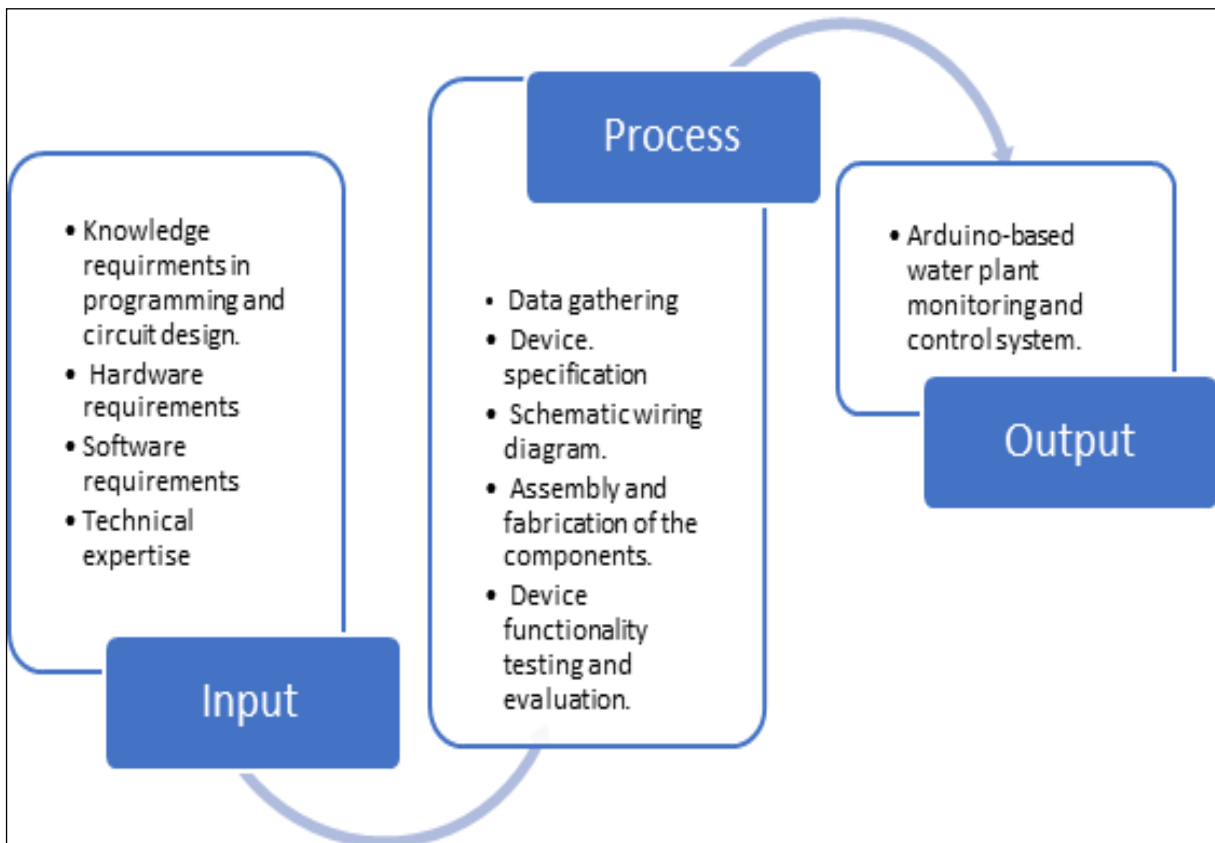 • Knowledge
requirments in
programming and
circuit design.
• Hardware
requirements
• Software
requirements
• Technical
expertise
Input
Process
• Data gathering
• Device.
specification
• Schematic wiring
diagram.
• Assembly and
fabrication of the
components.
• Device
functionality
testing and
evaluation.
• Arduino-based
water plant
monitoring and
control system.
Output